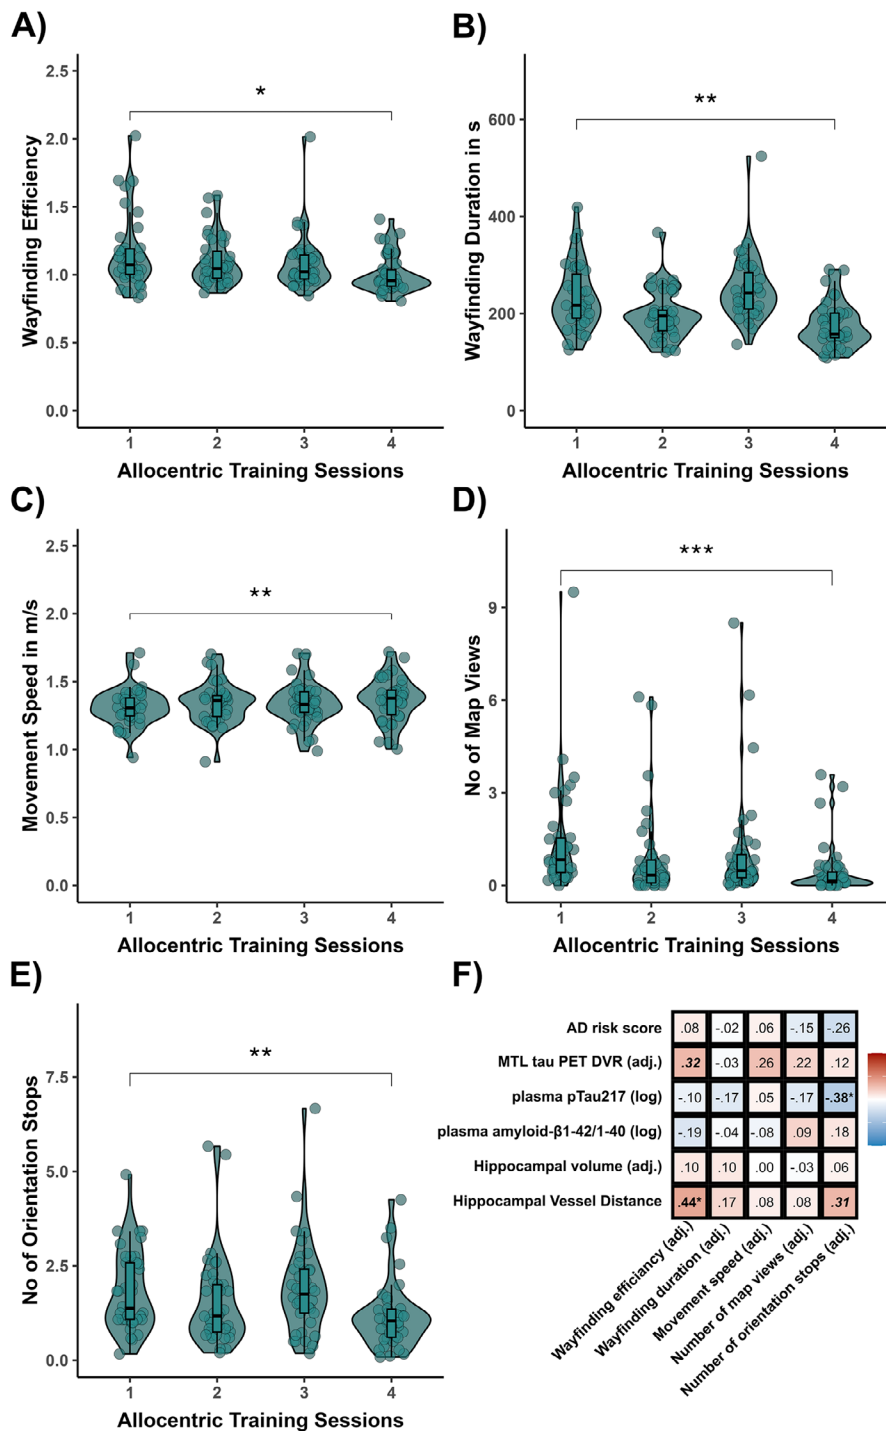 A)
Wayfinding Efficiency
2.5
2.0
1.5
1.0
0.5
0.0
*
1 2 3 4
Allocentric Training Sessions
B)
Wayfinding Duration in s
600
400
200
0
**
1 2 3 4
Allocentric Training Sessions
C)
Movement Speed in m/s
2.5
2.0
1.5
1.0
0.5
0.0
**
1 2 3 4
Allocentric Training Sessions
D)
No of Map Views
9
6
3
0
***
1 2 3 4
Allocentric Training Sessions
E)
No of Orientation Stops
7.5
5.0
2.5
0.0
**
1 2 3 4
Allocentric Training Sessions
F)
AD risk score .08 -.02 .06 -.15 -.26
MTL tau PET DVR (adj.) .32 -.03 .26 .22 .12
plasma pTau217 (log) -.10 -.17 .05 -.17 -.38*
plasma amyloid-β1-42/1-40 (log) -.19 -.04 -.08 .09 .18
Hippocampal volume (adj.) .10 .10 .00 -.03 .06
Hippocampal Vessel Distance .44* .17 .08 .08 .31
Wayfinding efficiency (adj.)
Wayfinding duration (adj.)
Movement speed (adj.)
Number of map views (adj.)
Number of orientation stops (adj.)